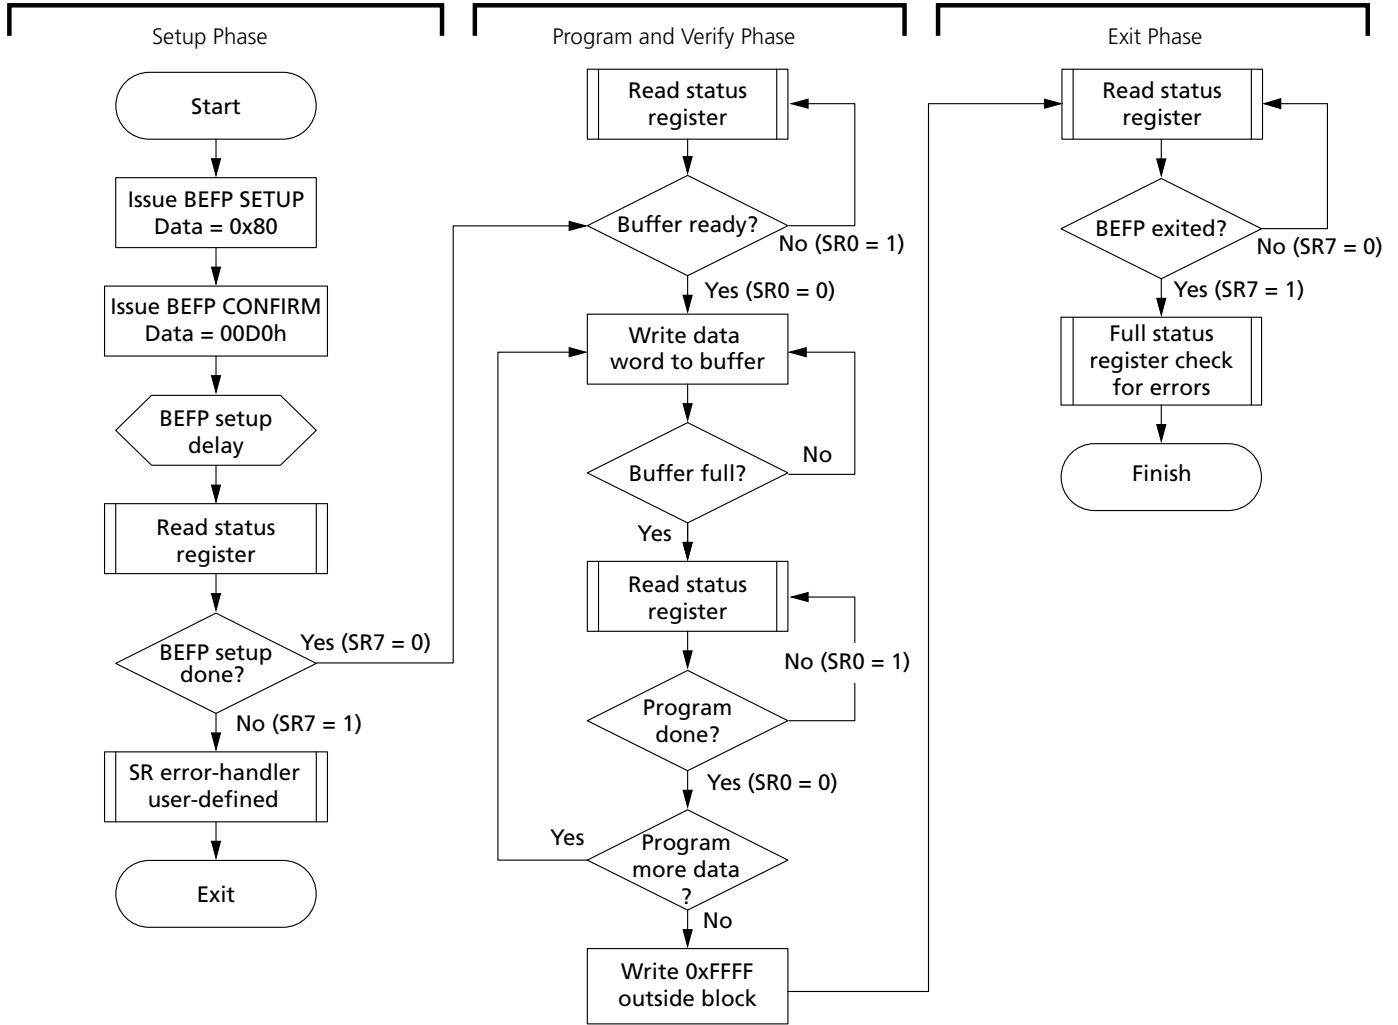 Setup Phase
Start
Issue BEFP SETUP
Data = 0x80
Issue BEFP CONFIRM
Data = 00D0h
BEFP setup
delay
Read status
register
BEFP setup
done?
Yes (SR7 = 0)
No (SR7 = 1)
SR error-handler
user-defined
Exit
Program and Verify Phase
Read status
register
Buffer ready?
No (SR0 = 1)
Yes (SR0 = 0)
Write data
word to buffer
Buffer full?
No
Yes
Read status
register
No (SR0 = 1)
Program
done?
Yes (SR0 = 0)
Program
more data
?
Yes
No
Write 0xFFFF
outside block
Exit Phase
Read status
register
BEFP exited?
No (SR7 = 0)
Yes (SR7 = 1)
Full status
register check
for errors
Finish